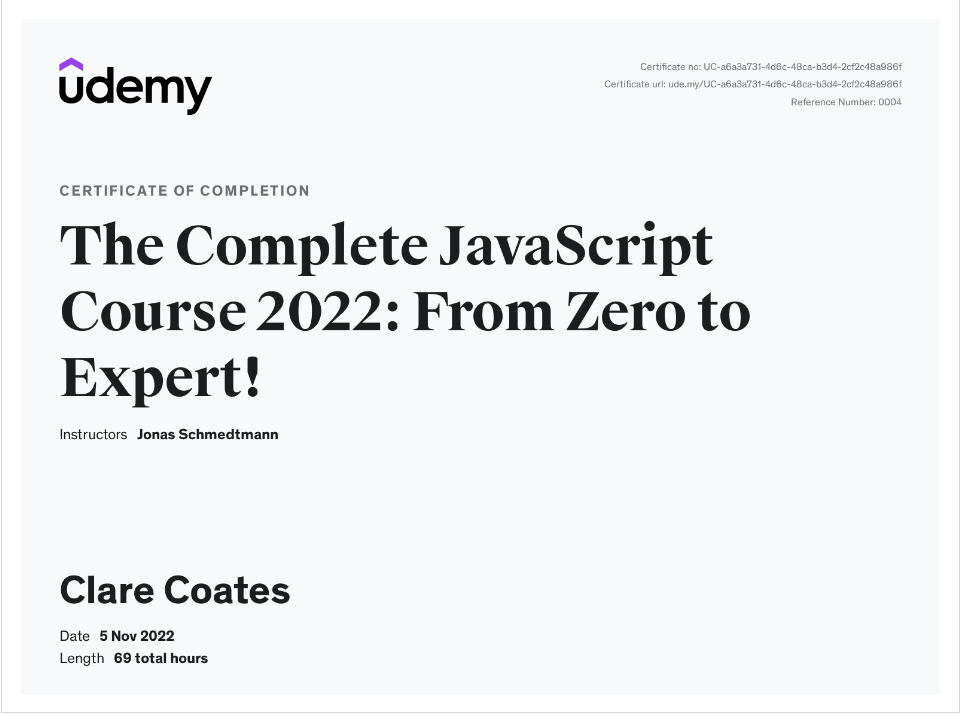 udemy
Certificate no: UC-a6a3a731-4d6c-48ca-b3d4-2cf2c48a986f
Certificate url: ude.my/UC-a6a3a731-4d6c-48ca-b3d4-2cf2c48a986f
Reference Number: 0004
CERTIFICATE OF COMPLETION
The Complete JavaScript
Course 2022: From Zero to
Expert!
Instructors Jonas Schmedtmann
Clare Coates
Date 5 Nov 2022
Length 69 total hours